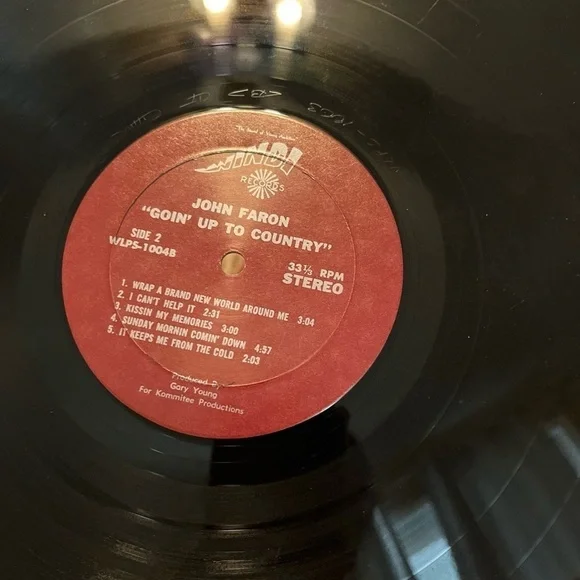 WINDI
RECORDS
JOHN FARON
"GOIN' UP TO COUNTRY"
SIDE 2
WLPS-1004B
33⅓ RPM
STEREO
1. WRAP A BRAND NEW WORLD AROUND ME 3:04
2. I CAN'T HELP IT 2:31
3. KISSIN MY MEMORIES 3:00
4. SUNDAY MORNIN COMIN' DOWN 4:57
5. IT KEEPS ME FROM THE COLD 2:03
Produced By
Gary Young
For Kommitee Productions